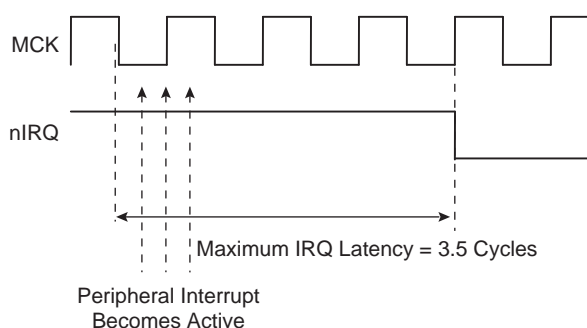 MCK
nIRQ
Maximum IRQ Latency = 3.5 Cycles
Peripheral Interrupt
Becomes Active